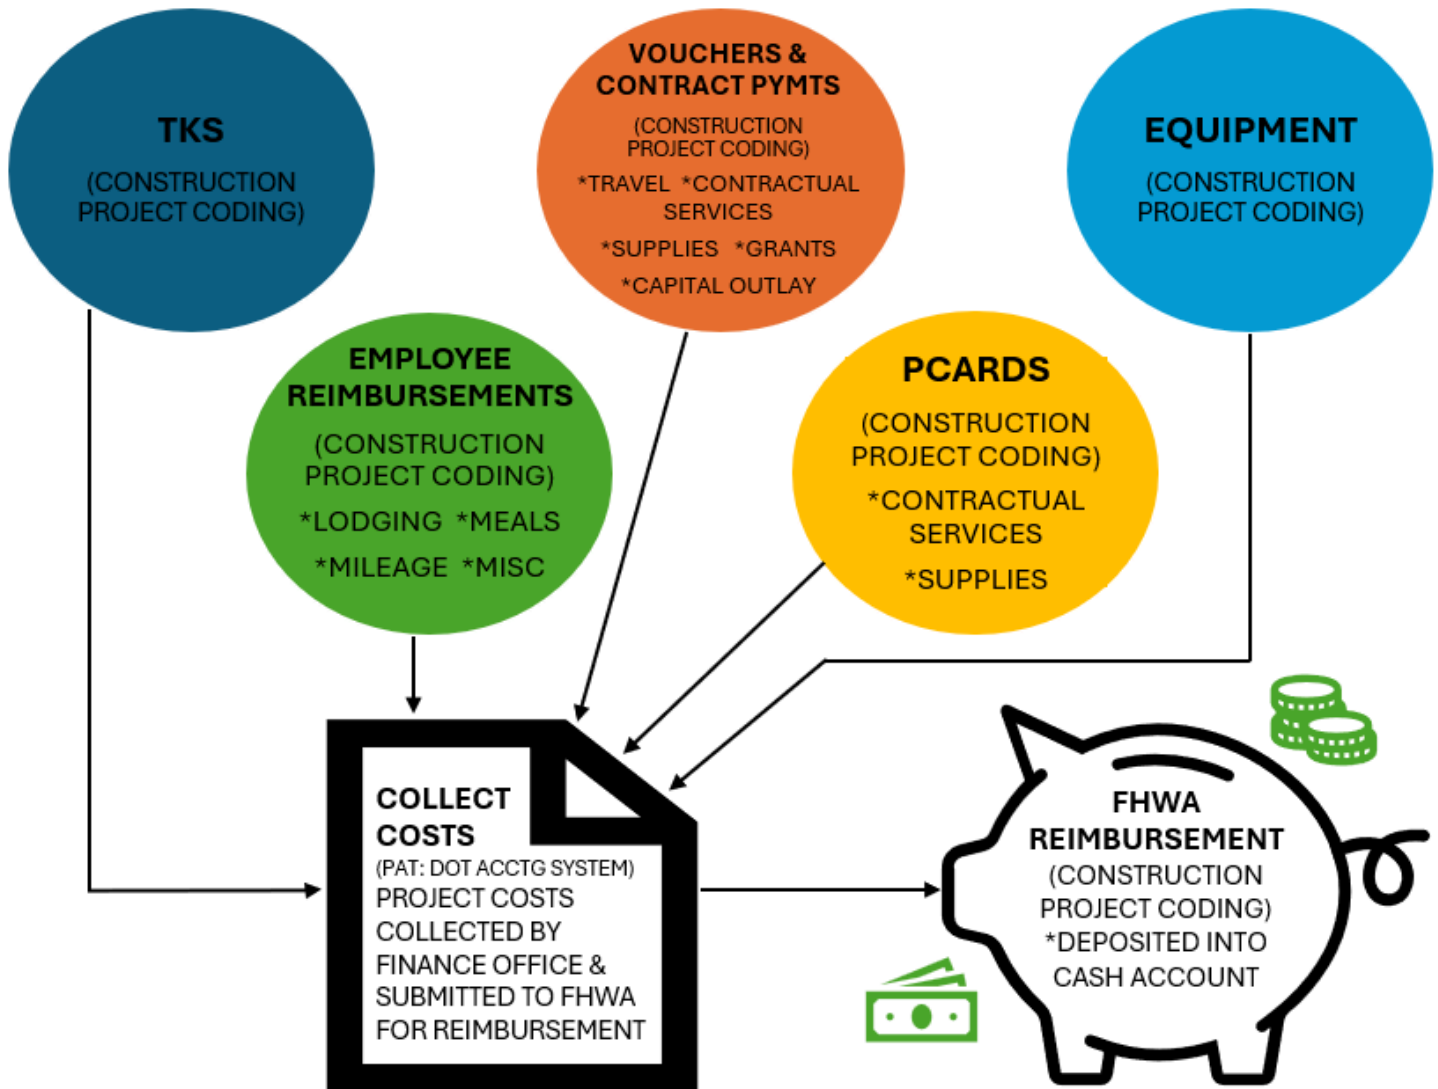 TKS
(CONSTRUCTION
PROJECT CODING)
VOUCHERS &
CONTRACT PYMTS
(CONSTRUCTION
PROJECT CODING)
*TRAVEL *CONTRACTUAL
SERVICES
*SUPPLIES *GRANTS
*CAPITAL OUTLAY
EQUIPMENT
(CONSTRUCTION
PROJECT CODING)
EMPLOYEE
REIMBURSEMENTS
(CONSTRUCTION
PROJECT CODING)
*LODGING *MEALS
*MILEAGE *MISC
PCARDS
(CONSTRUCTION
PROJECT CODING)
*CONTRACTUAL
SERVICES
*SUPPLIES
COLLECT
COSTS
(PAT: DOT ACCTG SYSTEM)
PROJECT COSTS
COLLECTED BY
FINANCE OFFICE &
SUBMITTED TO FHWA
FOR REIMBURSEMENT
FHWA
REIMBURSEMENT
(CONSTRUCTION
PROJECT CODING)
*DEPOSITED INTO
CASH ACCOUNT